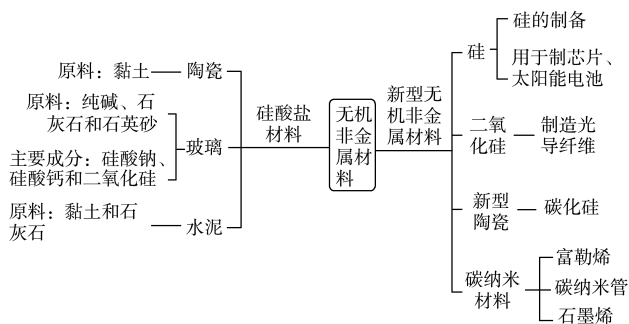 原料：黏土
陶瓷
原料：纯碱、石
灰石和石英砂
主要成分：硅酸钠、
硅酸钙和二氧化硅
玻璃
原料：黏土和石
灰石
水泥
硅酸盐
材料
无机
非金
属材
料
新型无
机非金
属材料
硅
硅的制备
用于制芯片、
太阳能电池
二氧
化硅
制造光
导纤维
新型
陶瓷
碳化硅
碳纳米
材料
富勒烯
碳纳米管
石墨烯